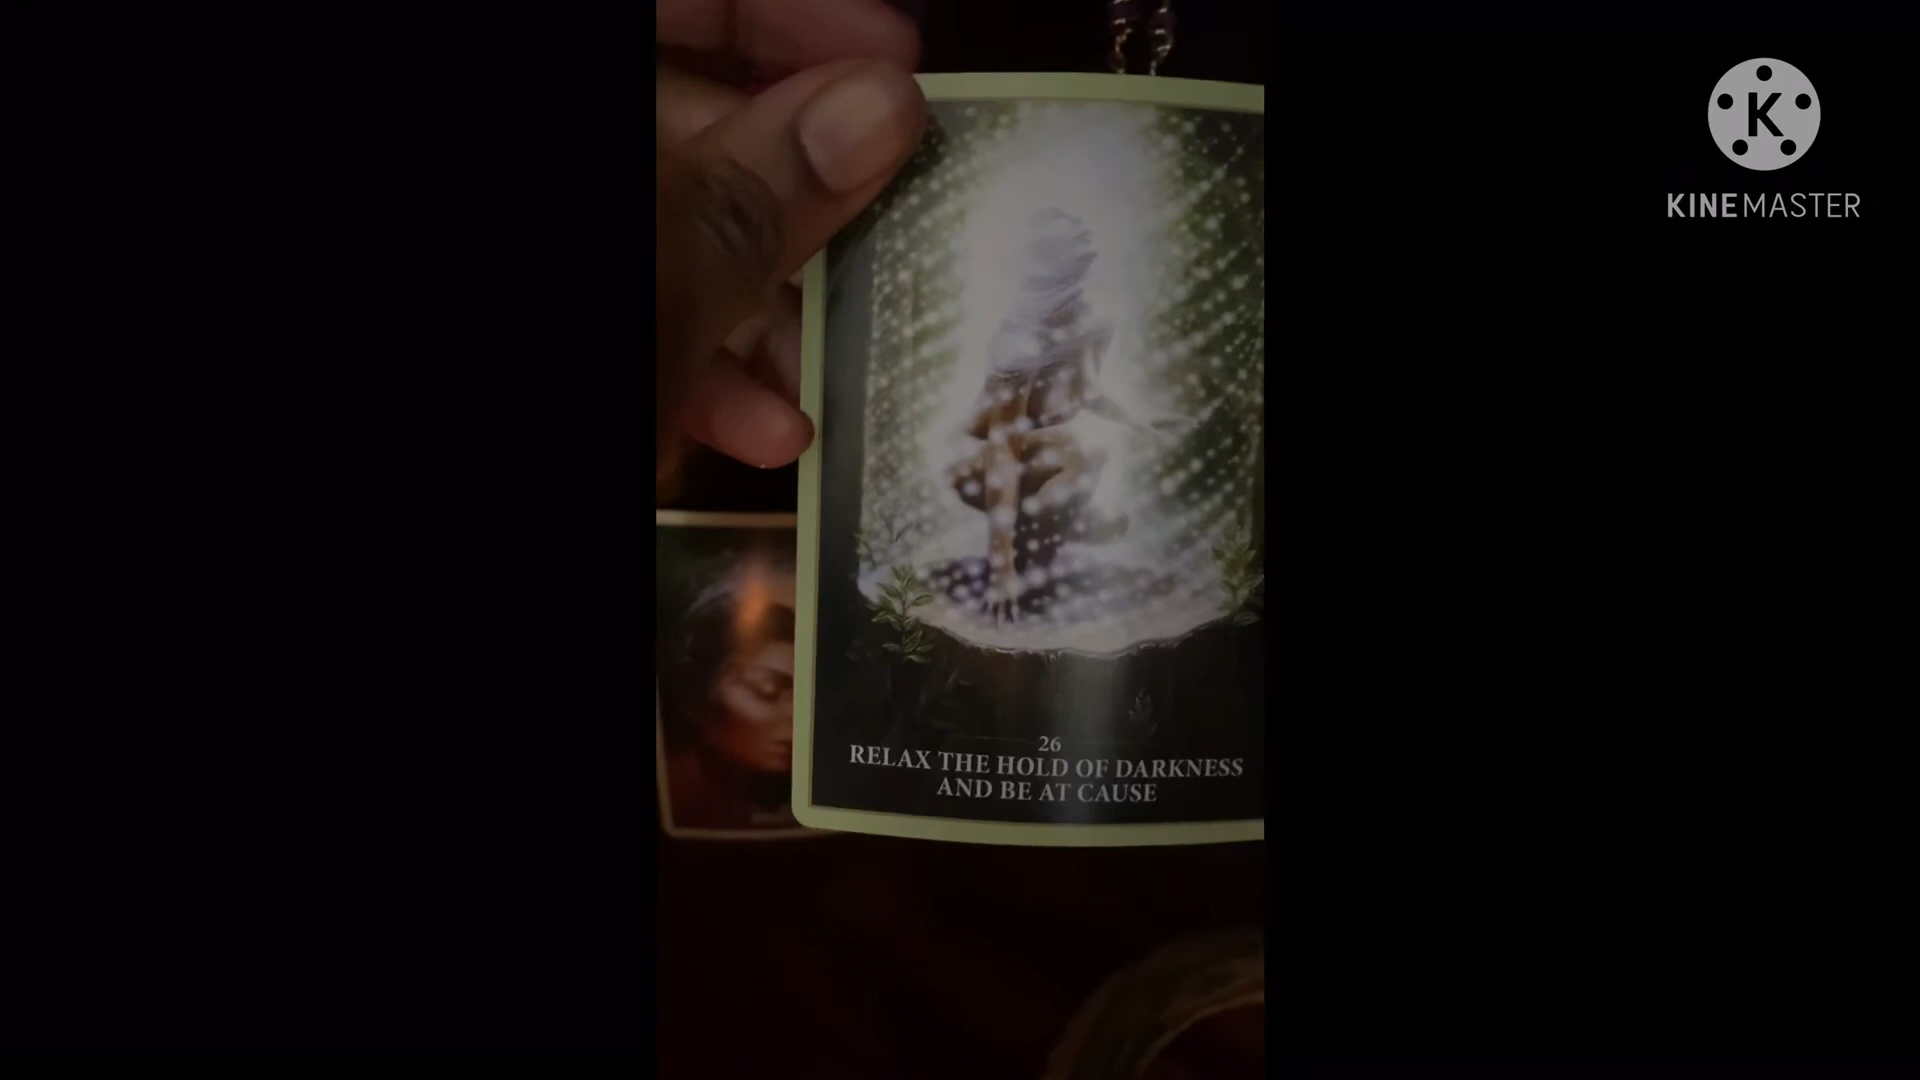 26
RELAX THE HOLD OF DARKNESS
AND BE AT CAUSE
K
KINEMASTER